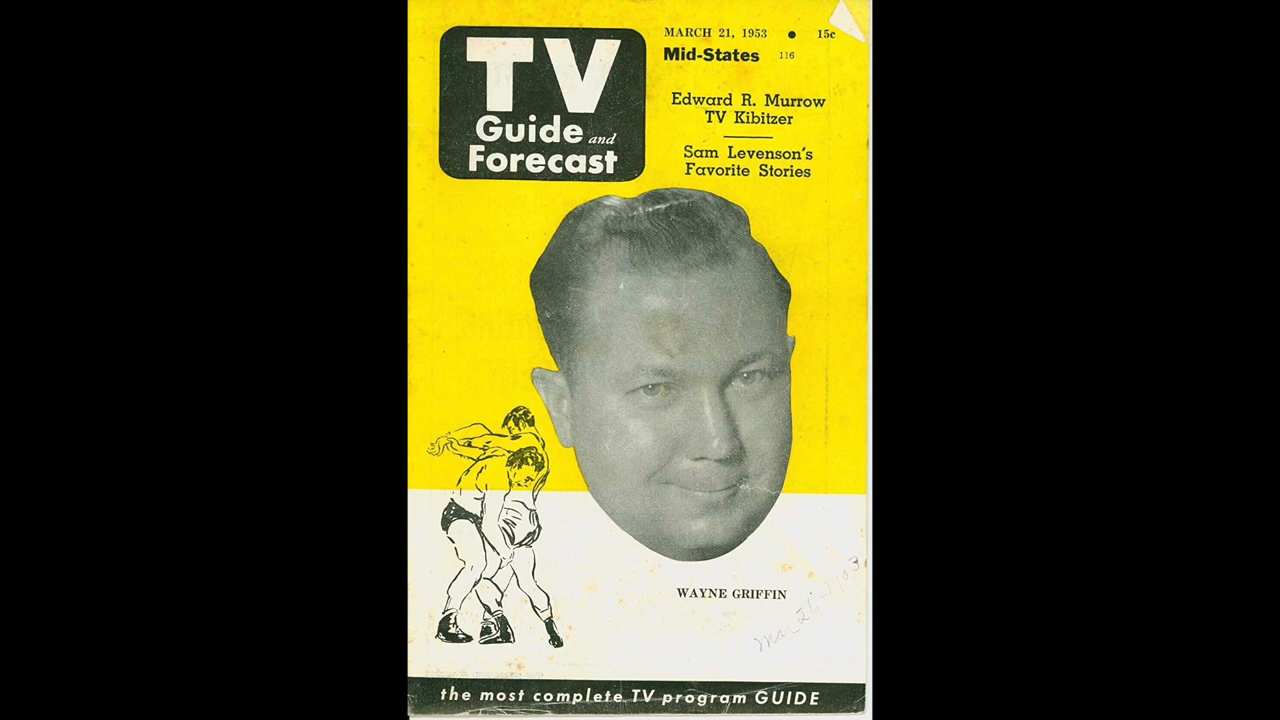 TV
Guide and
Forecast
MARCH 21, 1953 • 15c
Mid-States 116
Edward R. Murrow
TV Kibitzer
Sam Levenson's
Favorite Stories
WAYNE GRIFFIN
the most complete TV program GUIDE